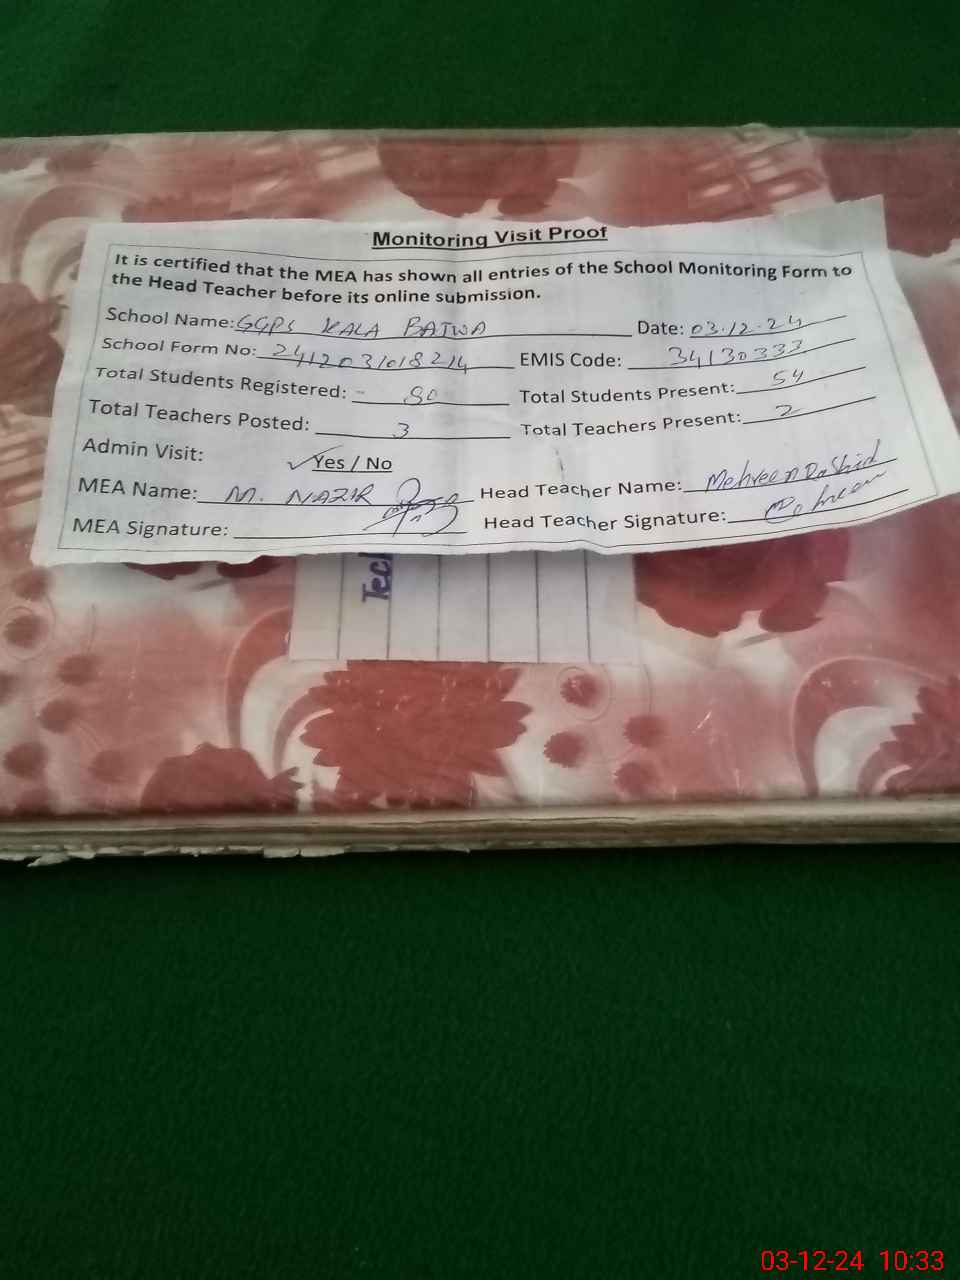 Monitoring Visit Proof
It is certified that the MEA has shown all entries of the School Monitoring Form to
the Head Teacher before its online submission.
School Name: GGPS KALA BATWA Date: 03.12.24
School Form No: 2412031018214 EMIS Code: 34130333
Total Students Registered: 80 Total Students Present: 54
Total Teachers Posted: 3 Total Teachers Present: 2
Admin Visit: Yes / No
MEA Name: M. NAZIR Head Teacher Name: Mehreen Rashid
MEA Signature: Head Teacher Signature:
03-12-24 10:33